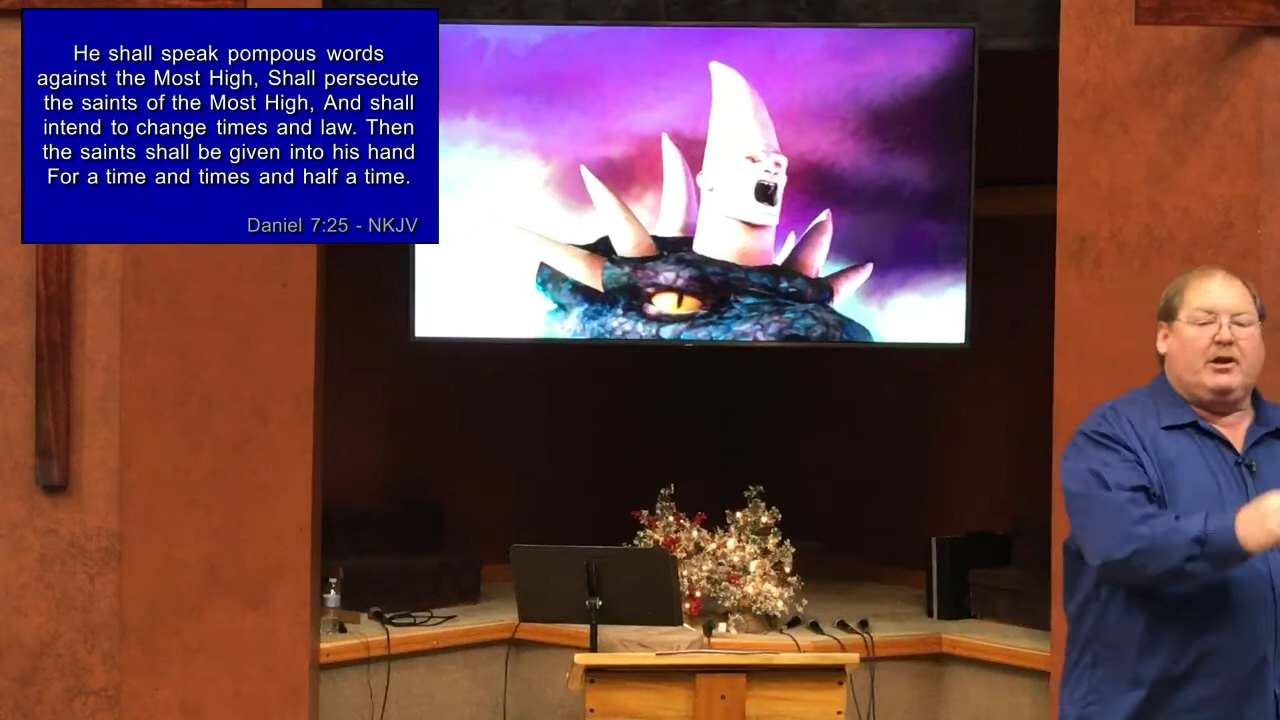 He shall speak pompous words
against the Most High, Shall persecute
the saints of the Most High, And shall
intend to change times and law. Then
the saints shall be given into his hand
For a time and times and half a time.
Daniel 7:25 - NKJV